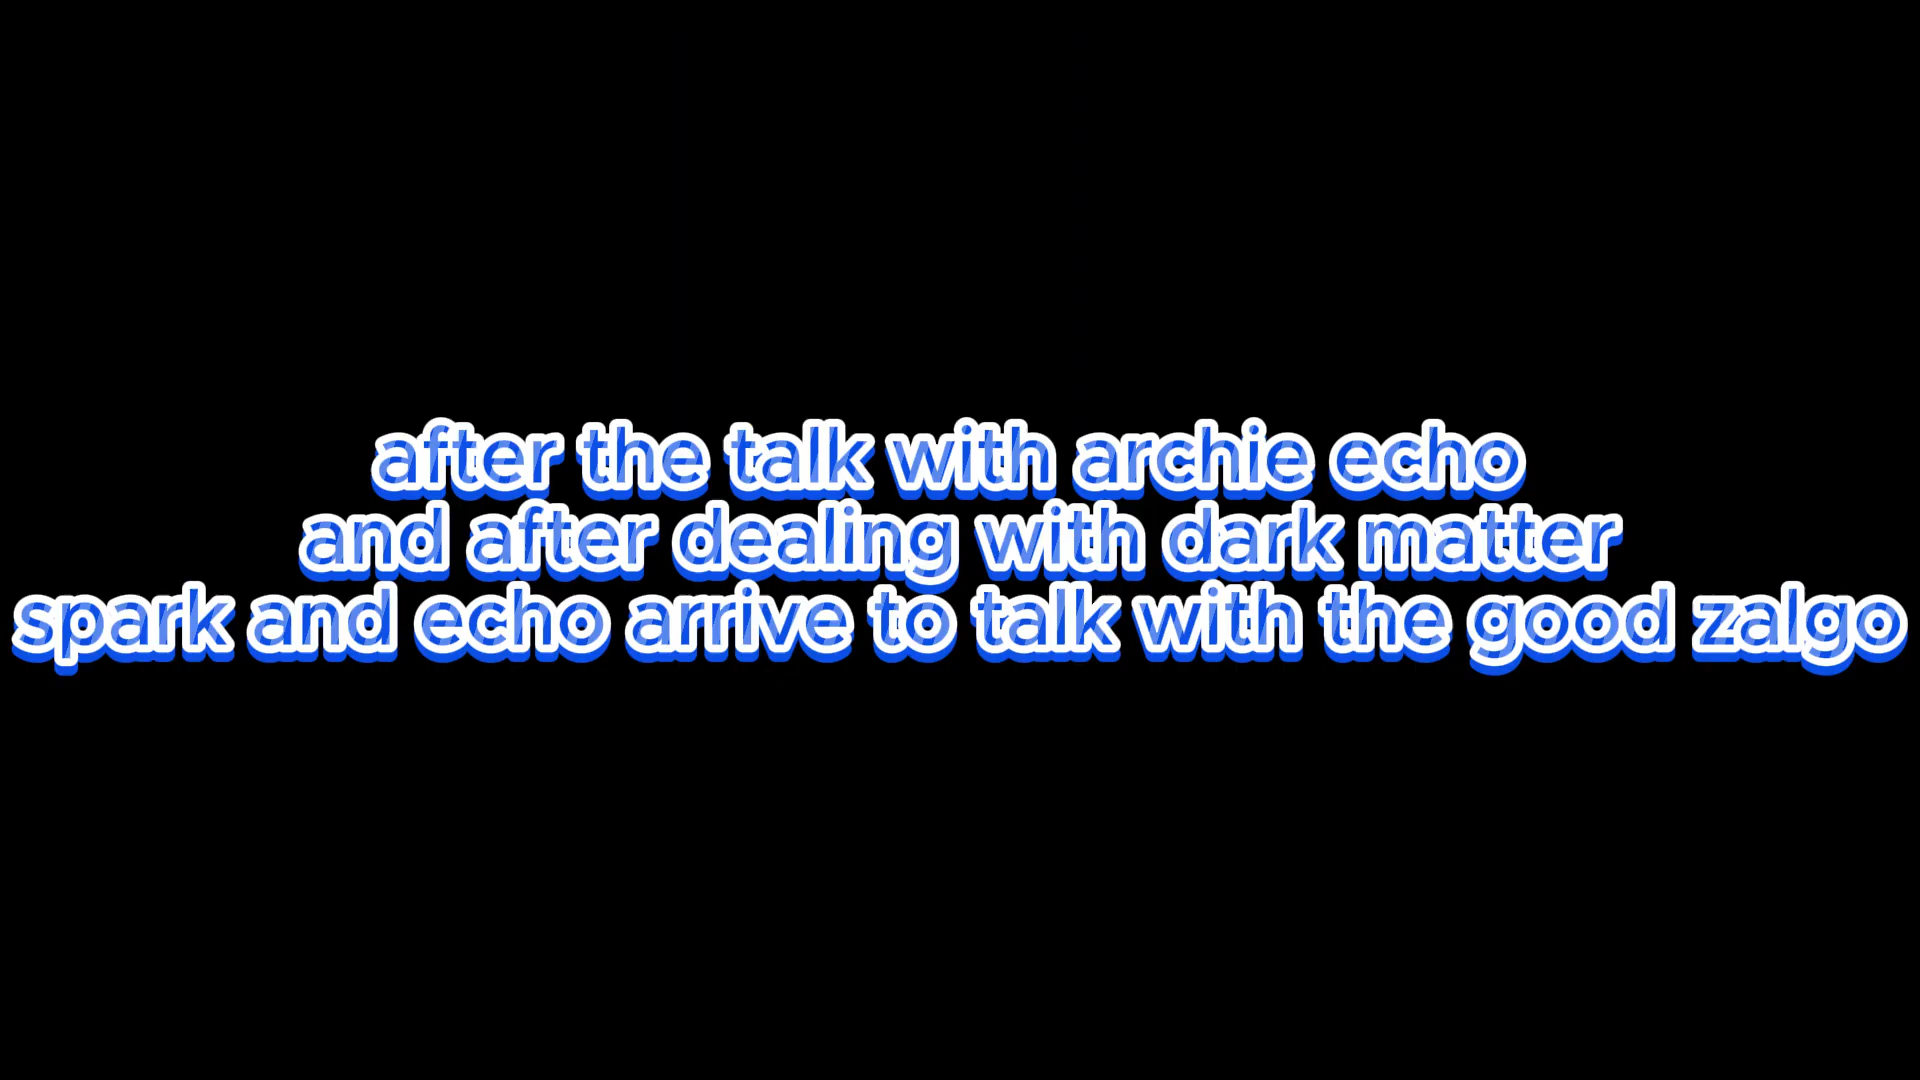 after the talk with archie echo
and after dealing with dark matter
spark and echo arrive to talk with the good zalgo